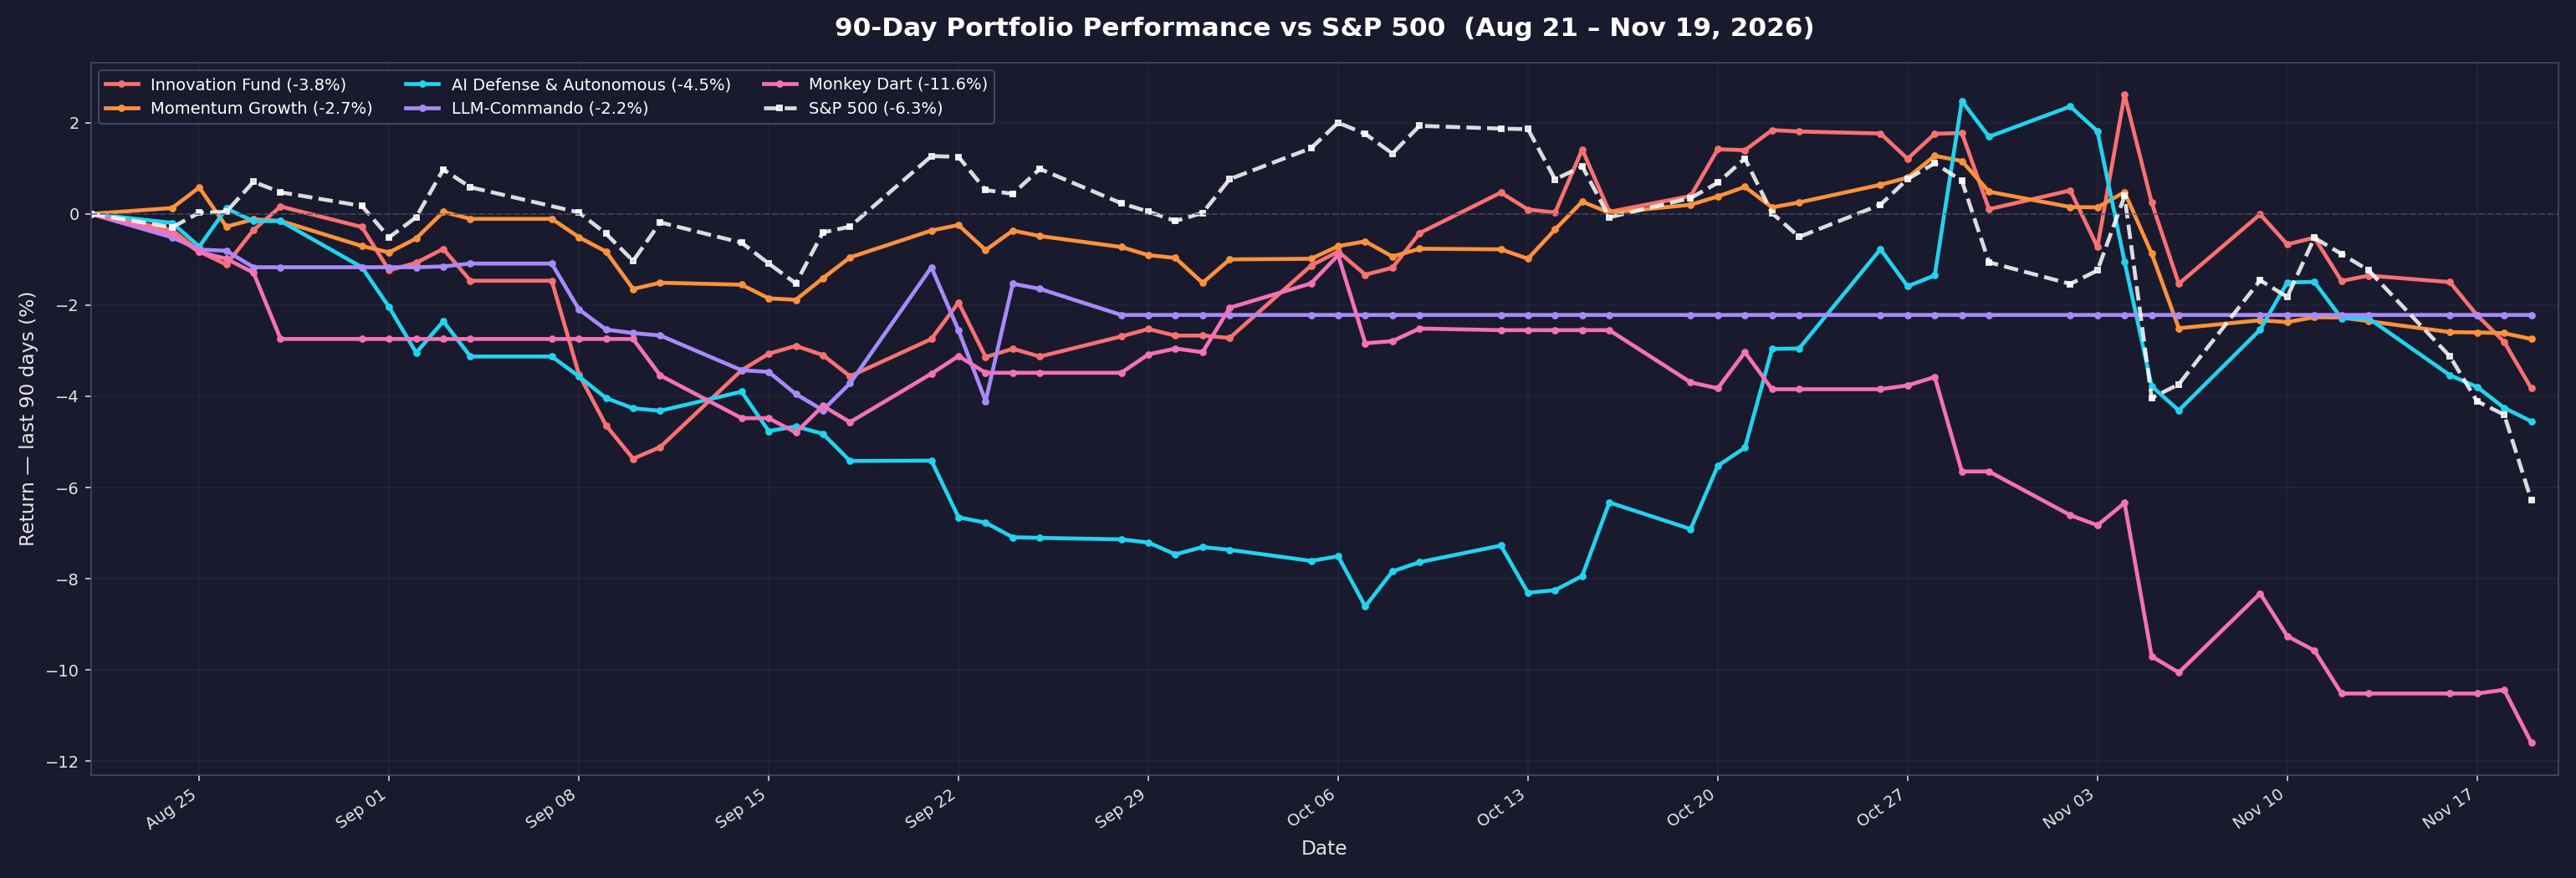 90-Day Portfolio Performance vs S&P 500  (Aug 21 – Nov 19, 2026)
Innovation Fund (-3.8%)
Momentum Growth (-2.7%)
AI Defense & Autonomous (-4.5%)
LLM-Commando (-2.2%)
Monkey Dart (-11.6%)
S&P 500 (-6.3%)
Return — last 90 days (%)
2
0
−2
−4
−6
−8
−10
−12
Aug 25
Sep 01
Sep 08
Sep 15
Sep 22
Sep 29
Oct 06
Oct 13
Oct 20
Oct 27
Nov 03
Nov 10
Nov 17
Date